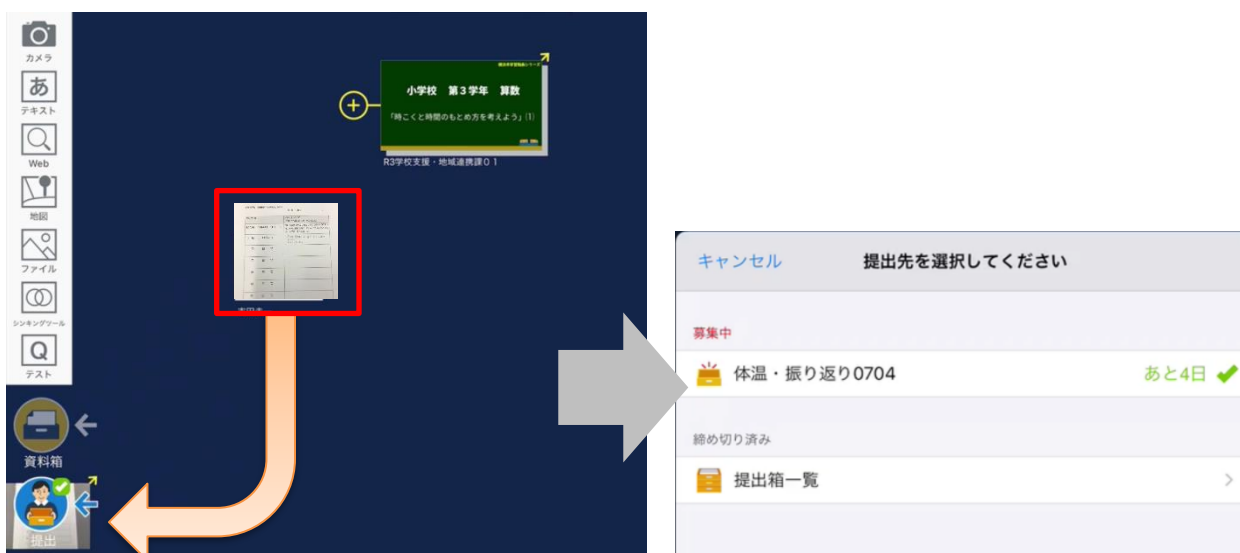 カメラ
テキスト
Web
地図
ファイル
シンキングツール
テスト
資料箱
提出
小学校 第3学年 算数
「時こくと時間のもとめ方を考えよう」(1)
R3学校支援・地域連携課01
キャンセル
提出先を選択してください
募集中
体温・振り返り0704
あと4日
締め切り済み
提出箱一覧